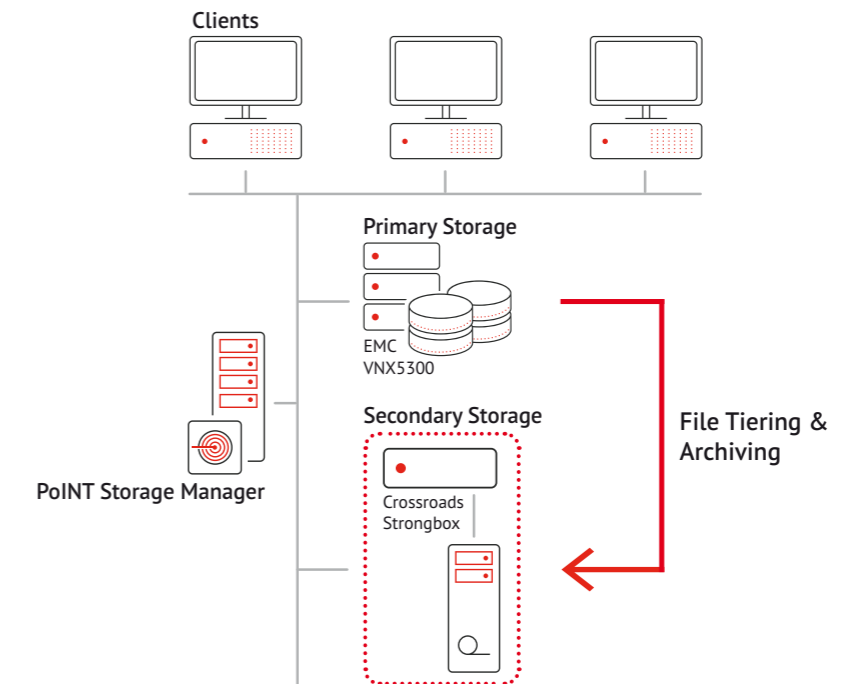 Clients
Primary Storage
EMC
VNX5300
Secondary Storage
File Tiering &
Archiving
PoINT Storage Manager
Crossroads
Strongbox